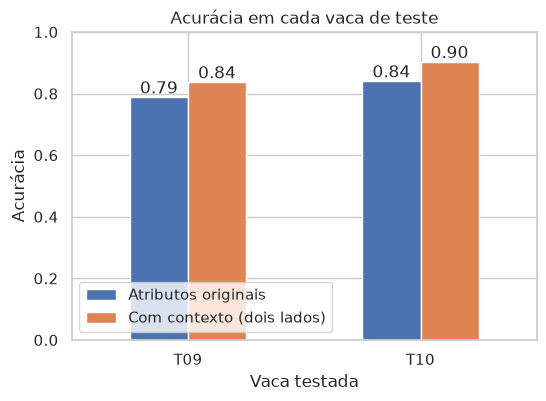 Acurácia em cada vaca de teste
Acurácia
1.0
0.8
0.6
0.4
0.2
0.0
0.79
0.84
0.84
0.90
Atributos originais
Com contexto (dois lados)
T09
T10
Vaca testada